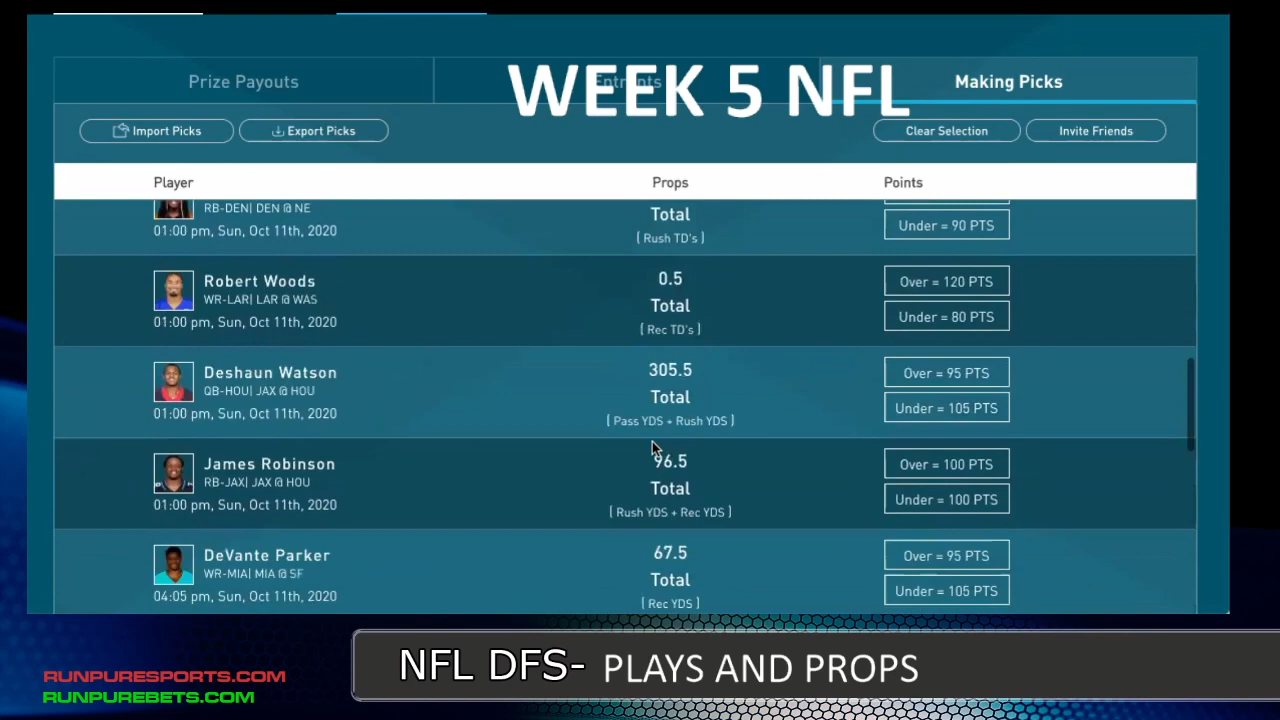 WEEK 5 NFL
Prize Payouts
Entrants
Making Picks
Import Picks
Export Picks
Clear Selection
Invite Friends
Player
Props
Points
RB-DEN| DEN @ NE
01:00 pm, Sun, Oct 11th, 2020
Total
[ Rush TD's ]
Under = 90 PTS
Robert Woods
WR-LAR| LAR @ WAS
01:00 pm, Sun, Oct 11th, 2020
0.5
Total
[ Rec TD's ]
Over = 120 PTS
Under = 80 PTS
Deshaun Watson
QB-HOU| JAX @ HOU
01:00 pm, Sun, Oct 11th, 2020
305.5
Total
[ Pass YDS + Rush YDS ]
Over = 95 PTS
Under = 105 PTS
James Robinson
RB-JAX| JAX @ HOU
01:00 pm, Sun, Oct 11th, 2020
96.5
Total
[ Rush YDS + Rec YDS ]
Over = 100 PTS
Under = 100 PTS
DeVante Parker
WR-MIA| MIA @ SF
04:05 pm, Sun, Oct 11th, 2020
67.5
Total
[ Rec YDS ]
Over = 95 PTS
Under = 105 PTS
NFL DFS- PLAYS AND PROPS
RUNPURESPORTS.COM
RUNPUREBETS.COM